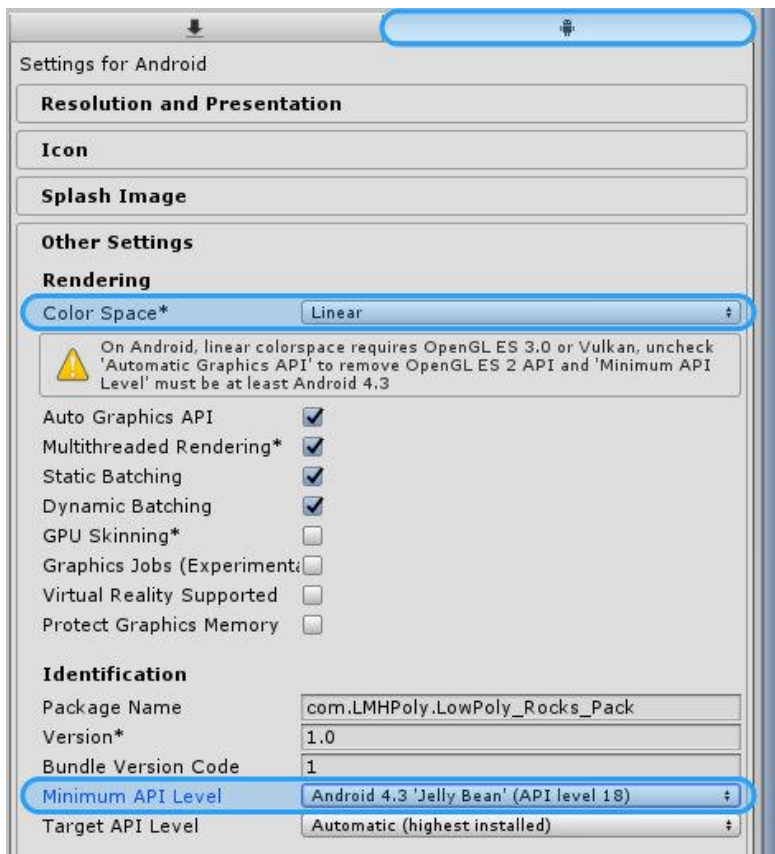 Settings for Android
Resolution and Presentation
Icon
Splash Image
Other Settings
Rendering
Color Space* Linear
On Android, linear colorspace requires OpenGL ES 3.0 or Vulkan, uncheck
'Automatic Graphics API' to remove OpenGL ES 2 API and 'Minimum API
Level' must be at least Android 4.3
Auto Graphics API
Multithreaded Rendering*
Static Batching
Dynamic Batching
GPU Skinning*
Graphics Jobs (Experimenta
Virtual Reality Supported
Protect Graphics Memory
Identification
Package Name com.LMHPoly.LowPoly_Rocks_Pack
Version* 1.0
Bundle Version Code 1
Minimum API Level Android 4.3 'Jelly Bean' (API level 18)
Target API Level Automatic (highest installed)